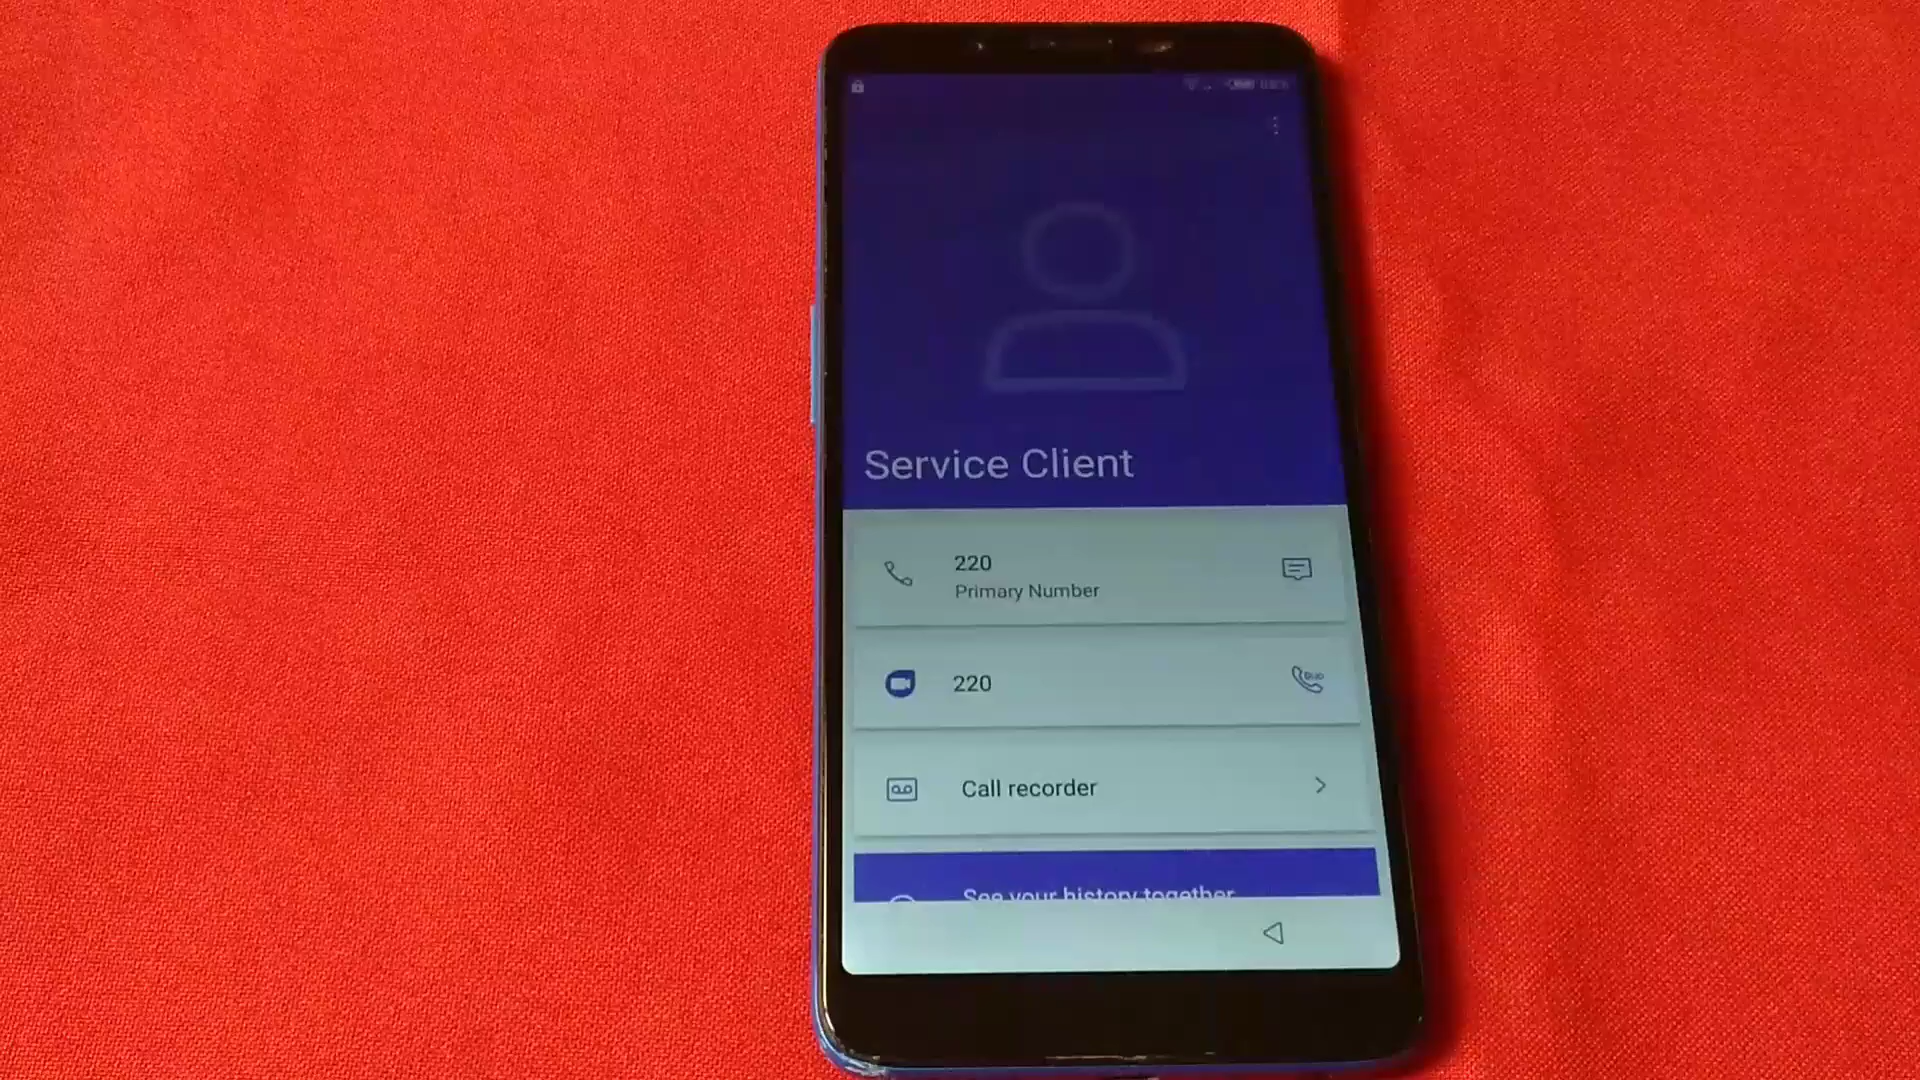 Service Client
220
Primary Number
220
Call recorder
See your history together